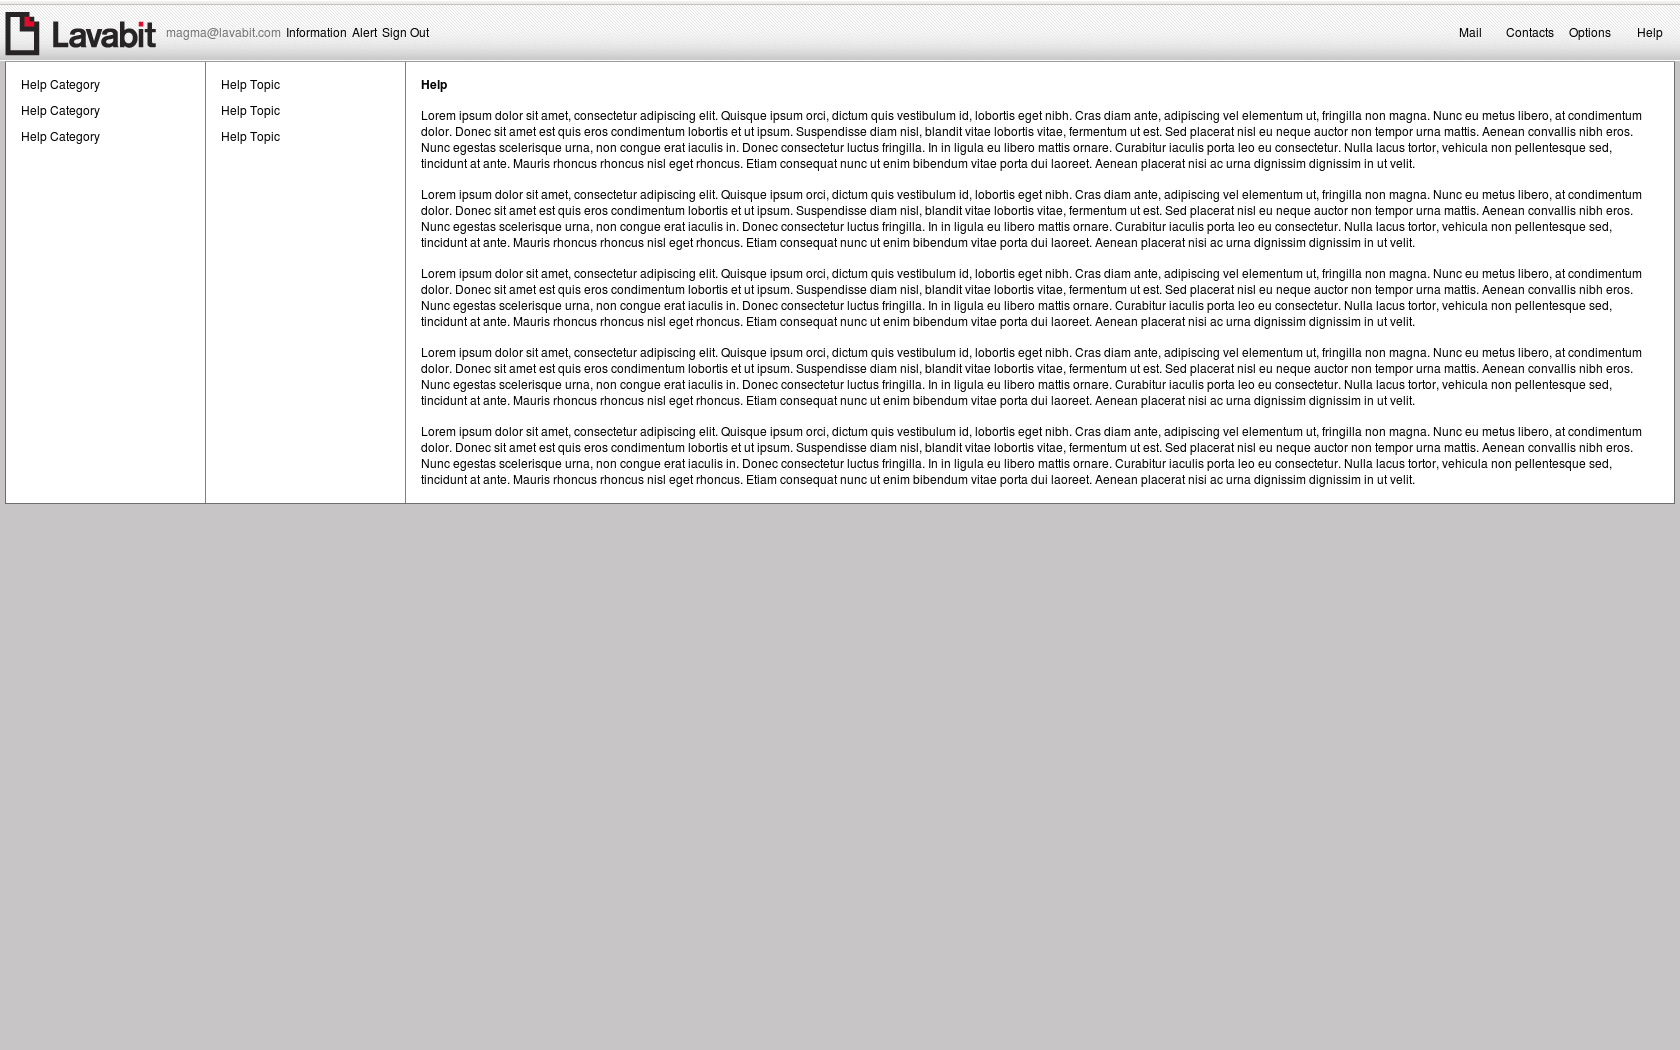 Lavabit magma@lavabit.com Information Alert Sign Out Mail Contacts Options Help
Help Category
Help Category
Help Category
Help Topic
Help Topic
Help Topic
Help
Lorem ipsum dolor sit amet, consectetur adipiscing elit. Quisque ipsum orci, dictum quis vestibulum id, lobortis eget nibh. Cras diam ante, adipiscing vel elementum ut, fringilla non magna. Nunc eu metus libero, at condimentum
dolor. Donec sit amet est quis eros condimentum lobortis et ut ipsum. Suspendisse diam nisl, blandit vitae lobortis vitae, fermentum ut est. Sed placerat nisl eu neque auctor non tempor urna mattis. Aenean convallis nibh eros.
Nunc egestas scelerisque urna, non congue erat iaculis in. Donec consectetur luctus fringilla. In in ligula eu libero mattis ornare. Curabitur iaculis porta leo eu consectetur. Nulla lacus tortor, vehicula non pellentesque sed,
tincidunt at ante. Mauris rhoncus rhoncus nisl eget rhoncus. Etiam consequat nunc ut enim bibendum vitae porta dui laoreet. Aenean placerat nisi ac urna dignissim dignissim in ut velit.
Lorem ipsum dolor sit amet, consectetur adipiscing elit. Quisque ipsum orci, dictum quis vestibulum id, lobortis eget nibh. Cras diam ante, adipiscing vel elementum ut, fringilla non magna. Nunc eu metus libero, at condimentum
dolor. Donec sit amet est quis eros condimentum lobortis et ut ipsum. Suspendisse diam nisl, blandit vitae lobortis vitae, fermentum ut est. Sed placerat nisl eu neque auctor non tempor urna mattis. Aenean convallis nibh eros.
Nunc egestas scelerisque urna, non congue erat iaculis in. Donec consectetur luctus fringilla. In in ligula eu libero mattis ornare. Curabitur iaculis porta leo eu consectetur. Nulla lacus tortor, vehicula non pellentesque sed,
tincidunt at ante. Mauris rhoncus rhoncus nisl eget rhoncus. Etiam consequat nunc ut enim bibendum vitae porta dui laoreet. Aenean placerat nisi ac urna dignissim dignissim in ut velit.
Lorem ipsum dolor sit amet, consectetur adipiscing elit. Quisque ipsum orci, dictum quis vestibulum id, lobortis eget nibh. Cras diam ante, adipiscing vel elementum ut, fringilla non magna. Nunc eu metus libero, at condimentum
dolor. Donec sit amet est quis eros condimentum lobortis et ut ipsum. Suspendisse diam nisl, blandit vitae lobortis vitae, fermentum ut est. Sed placerat nisl eu neque auctor non tempor urna mattis. Aenean convallis nibh eros.
Nunc egestas scelerisque urna, non congue erat iaculis in. Donec consectetur luctus fringilla. In in ligula eu libero mattis ornare. Curabitur iaculis porta leo eu consectetur. Nulla lacus tortor, vehicula non pellentesque sed,
tincidunt at ante. Mauris rhoncus rhoncus nisl eget rhoncus. Etiam consequat nunc ut enim bibendum vitae porta dui laoreet. Aenean placerat nisi ac urna dignissim dignissim in ut velit.
Lorem ipsum dolor sit amet, consectetur adipiscing elit. Quisque ipsum orci, dictum quis vestibulum id, lobortis eget nibh. Cras diam ante, adipiscing vel elementum ut, fringilla non magna. Nunc eu metus libero, at condimentum
dolor. Donec sit amet est quis eros condimentum lobortis et ut ipsum. Suspendisse diam nisl, blandit vitae lobortis vitae, fermentum ut est. Sed placerat nisl eu neque auctor non tempor urna mattis. Aenean convallis nibh eros.
Nunc egestas scelerisque urna, non congue erat iaculis in. Donec consectetur luctus fringilla. In in ligula eu libero mattis ornare. Curabitur iaculis porta leo eu consectetur. Nulla lacus tortor, vehicula non pellentesque sed,
tincidunt at ante. Mauris rhoncus rhoncus nisl eget rhoncus. Etiam consequat nunc ut enim bibendum vitae porta dui laoreet. Aenean placerat nisi ac urna dignissim dignissim in ut velit.
Lorem ipsum dolor sit amet, consectetur adipiscing elit. Quisque ipsum orci, dictum quis vestibulum id, lobortis eget nibh. Cras diam ante, adipiscing vel elementum ut, fringilla non magna. Nunc eu metus libero, at condimentum
dolor. Donec sit amet est quis eros condimentum lobortis et ut ipsum. Suspendisse diam nisl, blandit vitae lobortis vitae, fermentum ut est. Sed placerat nisl eu neque auctor non tempor urna mattis. Aenean convallis nibh eros.
Nunc egestas scelerisque urna, non congue erat iaculis in. Donec consectetur luctus fringilla. In in ligula eu libero mattis ornare. Curabitur iaculis porta leo eu consectetur. Nulla lacus tortor, vehicula non pellentesque sed,
tincidunt at ante. Mauris rhoncus rhoncus nisl eget rhoncus. Etiam consequat nunc ut enim bibendum vitae porta dui laoreet. Aenean placerat nisi ac urna dignissim dignissim in ut velit.